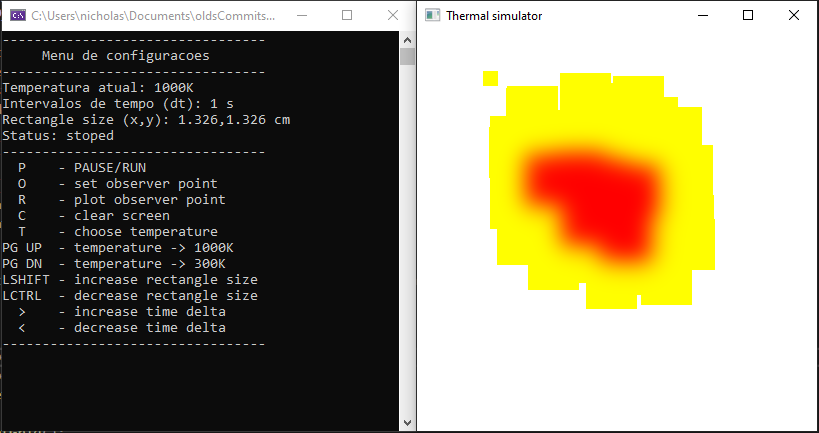 C:\Users\nicholas\Documents\oldsCommits...
Thermal simulator
---------------------------------
Menu de configuracoes
---------------------------------
Temperatura atual: 1000K
Intervalos de tempo (dt): 1 s
Rectangle size (x,y): 1.326,1.326 cm
Status: stoped
---------------------------------
P - PAUSE/RUN
O - set observer point
R - plot observer point
C - clear screen
T - choose temperature
PG UP - temperature -> 1000K
PG DN - temperature -> 300K
LSHIFT - increase rectangle size
LCTRL - decrease rectangle size
> - increase time delta
< - decrease time delta
---------------------------------